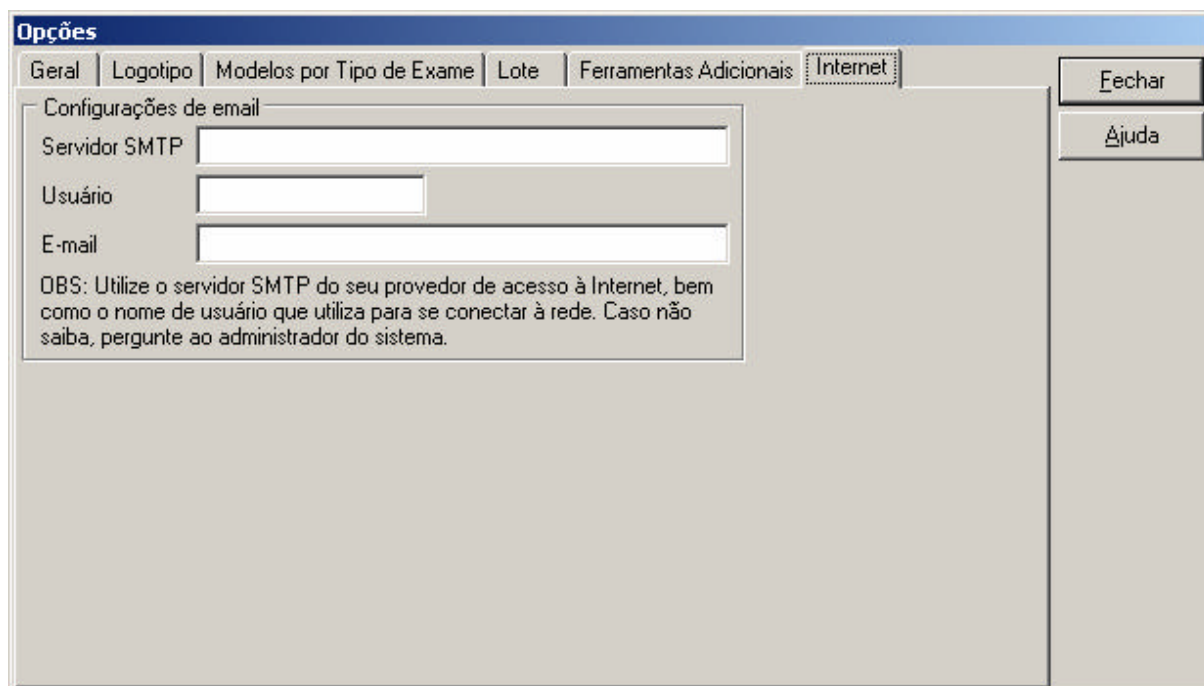 Opções
Geral Logotipo Modelos por Tipo de Exame Lote Ferramentas Adicionais Internet
Fechar
Ajuda
Configurações de email
Servidor SMTP
Usuário
E-mail
OBS: Utilize o servidor SMTP do seu provedor de acesso à Internet, bem
como o nome de usuário que utiliza para se conectar à rede. Caso não
saiba, pergunte ao administrador do sistema.